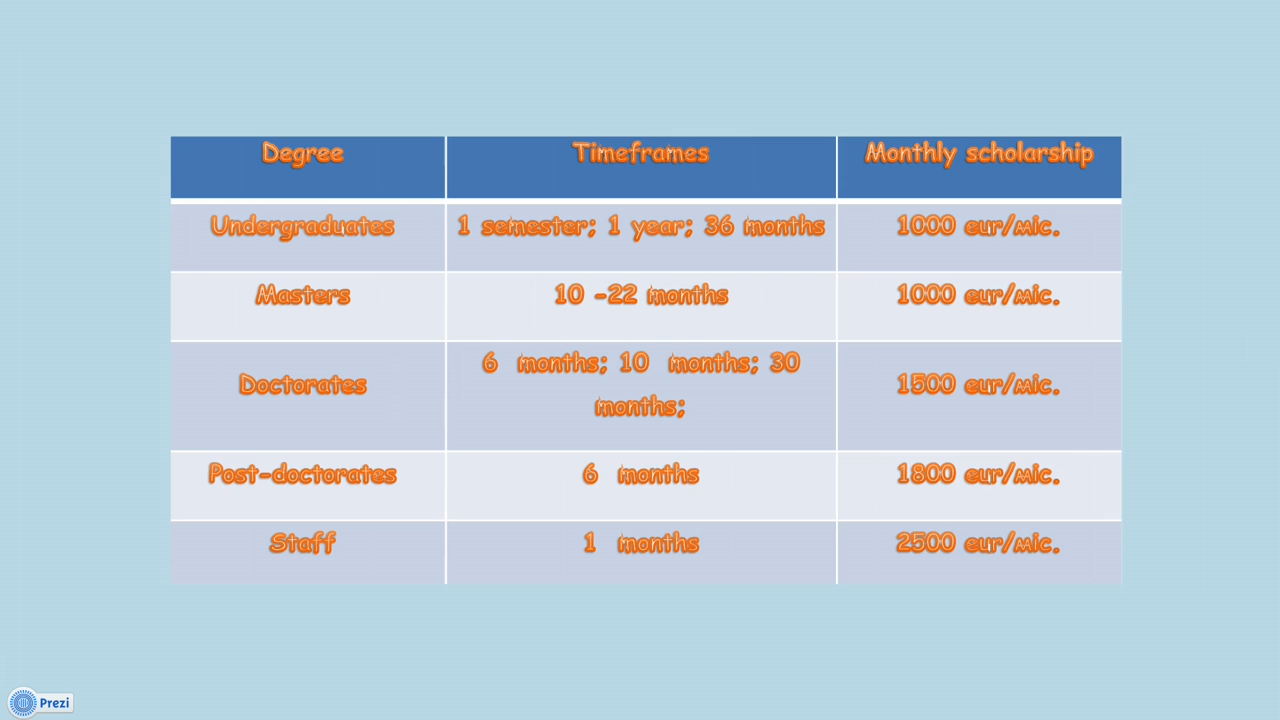 Degree Timeframes Monthly scholarship
Undergraduates 1 semester; 1 year; 36 months 1000 eur/mic.
Masters 10 -22 months 1000 eur/mic.
Doctorates 6 months; 10 months; 30 months; 1500 eur/mic.
Post-doctorates 6 months 1800 eur/mic.
Staff 1 months 2500 eur/mic.
Prezi